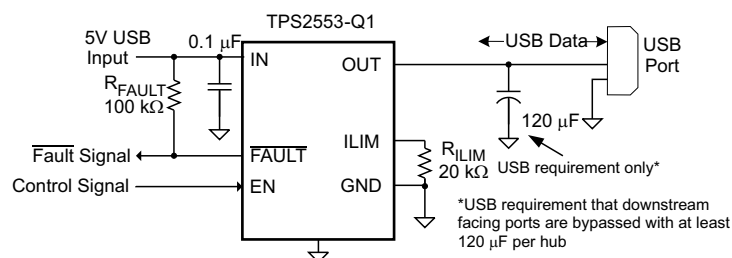 TPS2553-Q1
5V USB
Input
0.1 μF
IN
OUT
USB Data
USB
Port
R_FAULT
100 kΩ
120 μF
ILIM
R_ILIM
20 kΩ
USB requirement only*
Fault Signal
FAULT
Control Signal
EN
GND
*USB requirement that downstream
facing ports are bypassed with at least
120 μF per hub